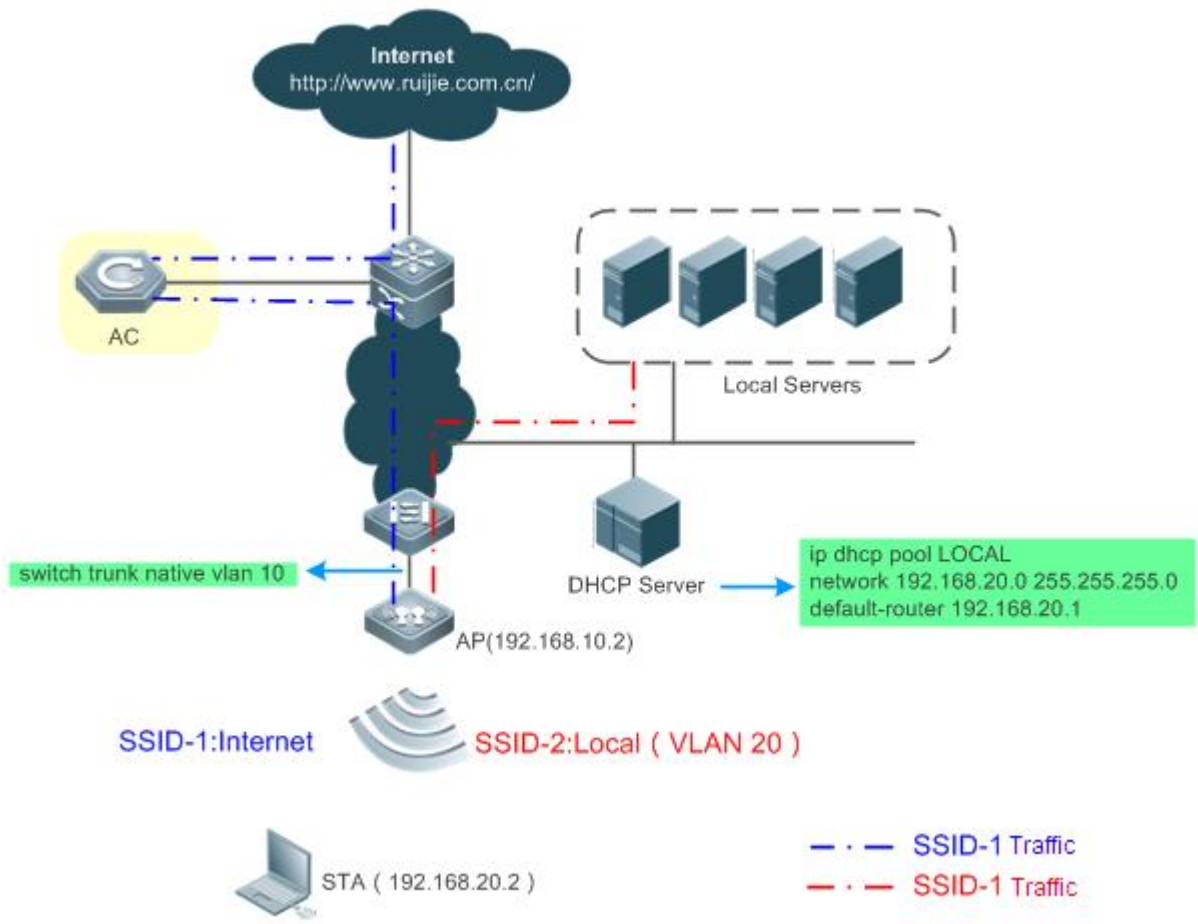 Internet
http://www.ruijie.com.cn/
AC
Local Servers
switch trunk native vlan 10
DHCP Server
ip dhcp pool LOCAL
network 192.168.20.0 255.255.255.0
default-router 192.168.20.1
AP(192.168.10.2)
SSID-1:Internet
SSID-2:Local ( VLAN 20 )
STA ( 192.168.20.2 )
SSID-1 Traffic
SSID-1 Traffic